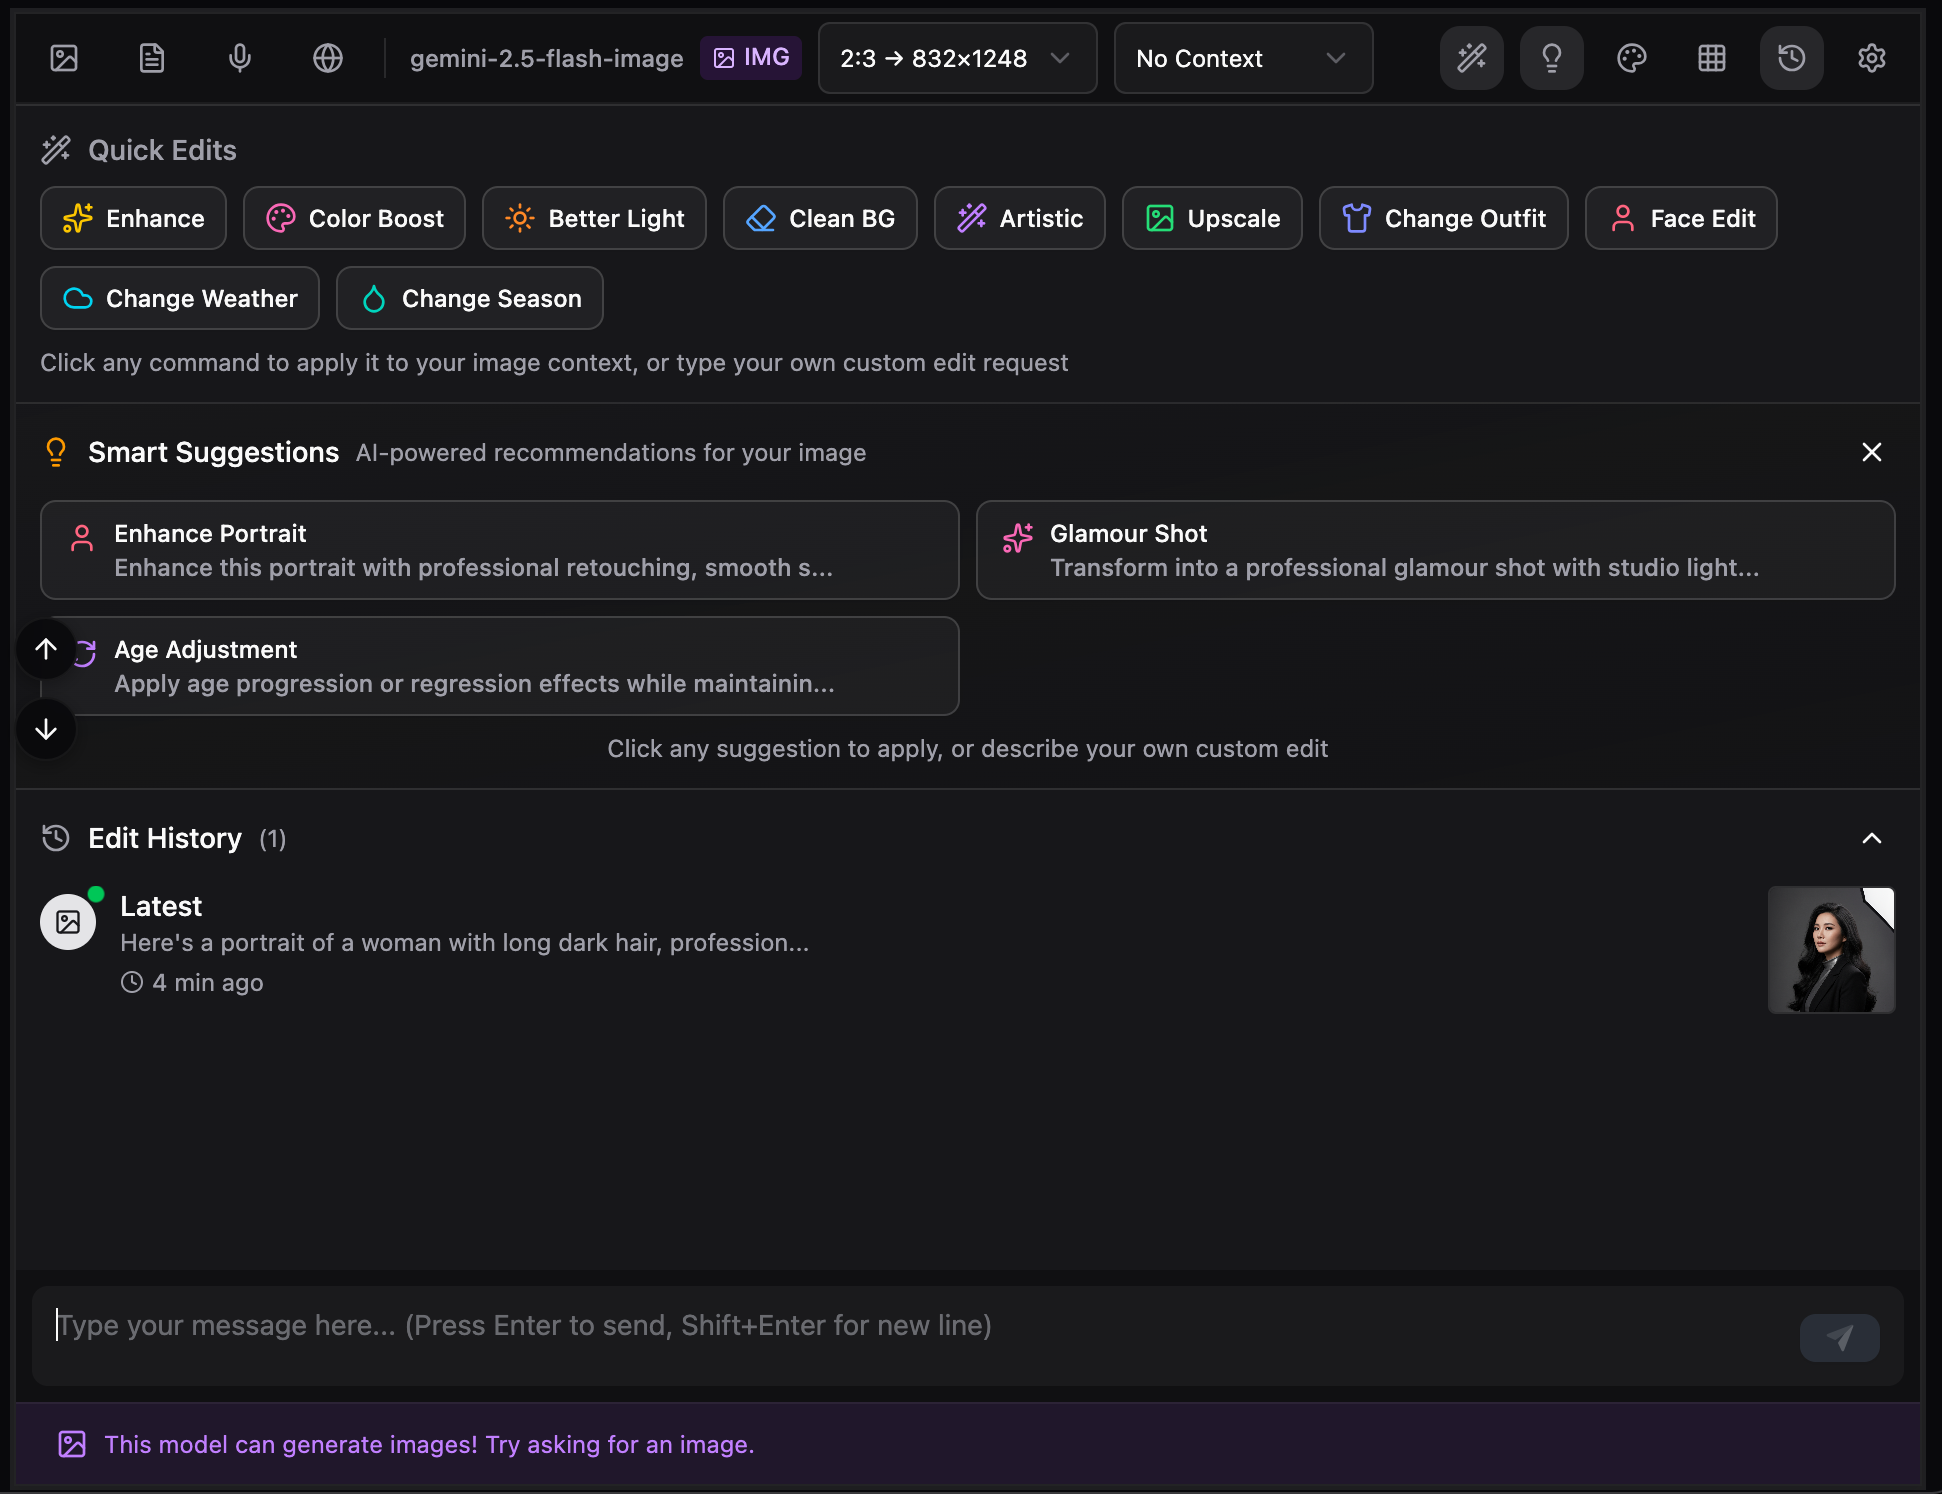 gemini-2.5-flash-image IMG 2:3 → 832×1248 No Context
Quick Edits
Enhance Color Boost Better Light Clean BG Artistic Upscale Change Outfit Face Edit
Change Weather Change Season
Click any command to apply it to your image context, or type your own custom edit request
Smart Suggestions AI-powered recommendations for your image
Enhance Portrait
Enhance this portrait with professional retouching, smooth s...
Glamour Shot
Transform into a professional glamour shot with studio light...
Age Adjustment
Apply age progression or regression effects while maintainin...
Click any suggestion to apply, or describe your own custom edit
Edit History (1)
Latest
Here's a portrait of a woman with long dark hair, profession...
4 min ago
Type your message here... (Press Enter to send, Shift+Enter for new line)
This model can generate images! Try asking for an image.